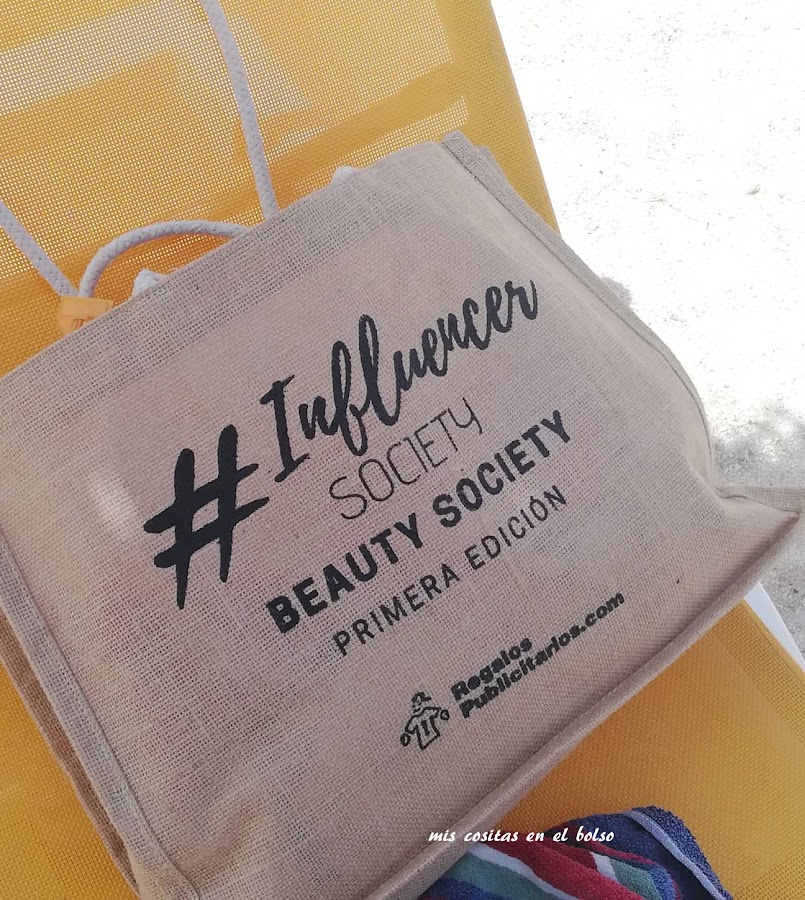 #Influencer
SOCIETY
BEAUTY SOCIETY
PRIMERA EDICIÓN
Regalos
Publicitarios.com
mis cositas en el bolso